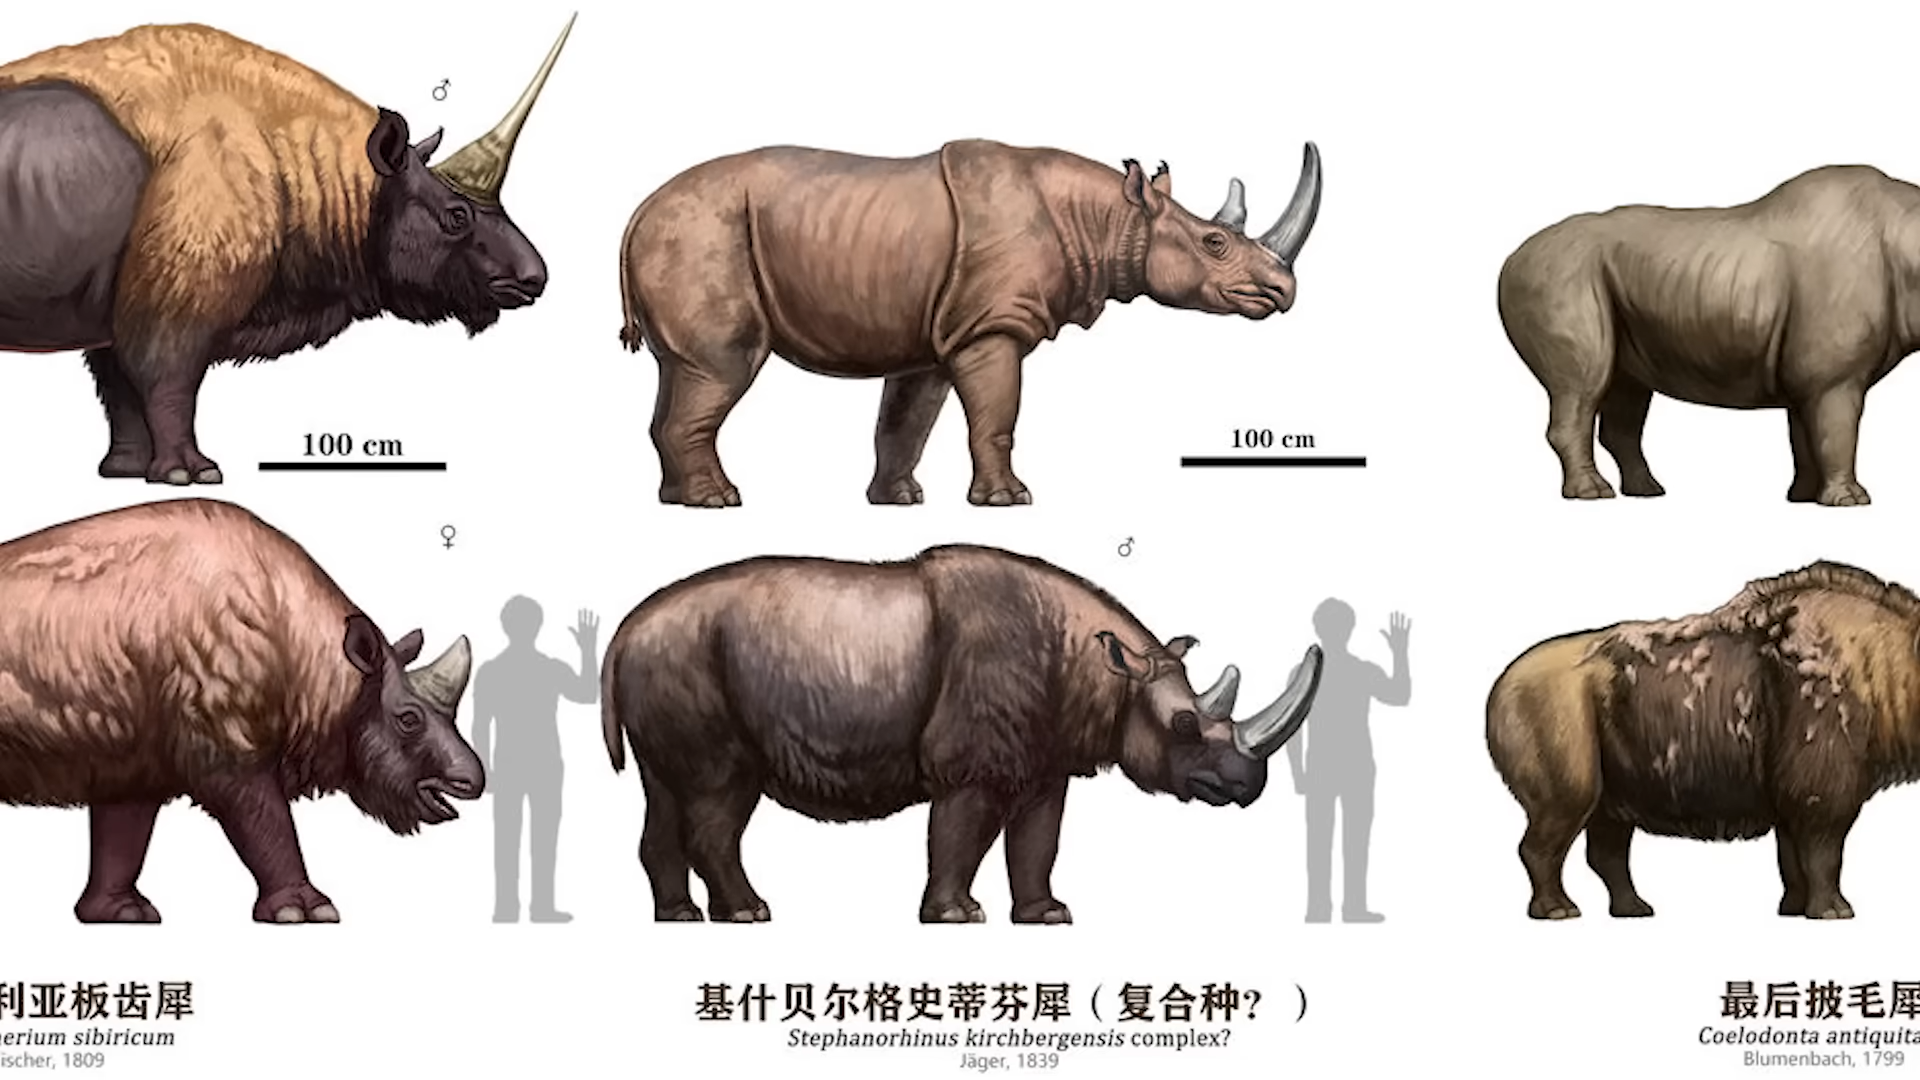 ♂
100 cm
100 cm
♀
♂
利亚板齿犀
erium sibiricum
ischer, 1809
基什贝尔格史蒂芬犀（复合种？）
Stephanorhinus kirchbergensis complex?
Jäger, 1839
最后披毛犀
Coelodonta antiquita
Blumenbach, 1799